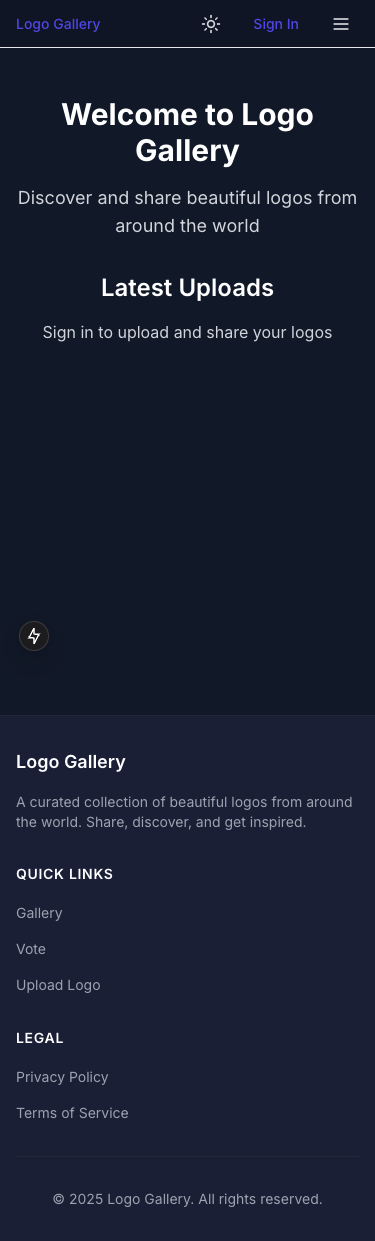 Logo Gallery
Sign In
Welcome to Logo
Gallery
Discover and share beautiful logos from
around the world
Latest Uploads
Sign in to upload and share your logos
Logo Gallery
A curated collection of beautiful logos from around
the world. Share, discover, and get inspired.
QUICK LINKS
Gallery
Vote
Upload Logo
LEGAL
Privacy Policy
Terms of Service
© 2025 Logo Gallery. All rights reserved.